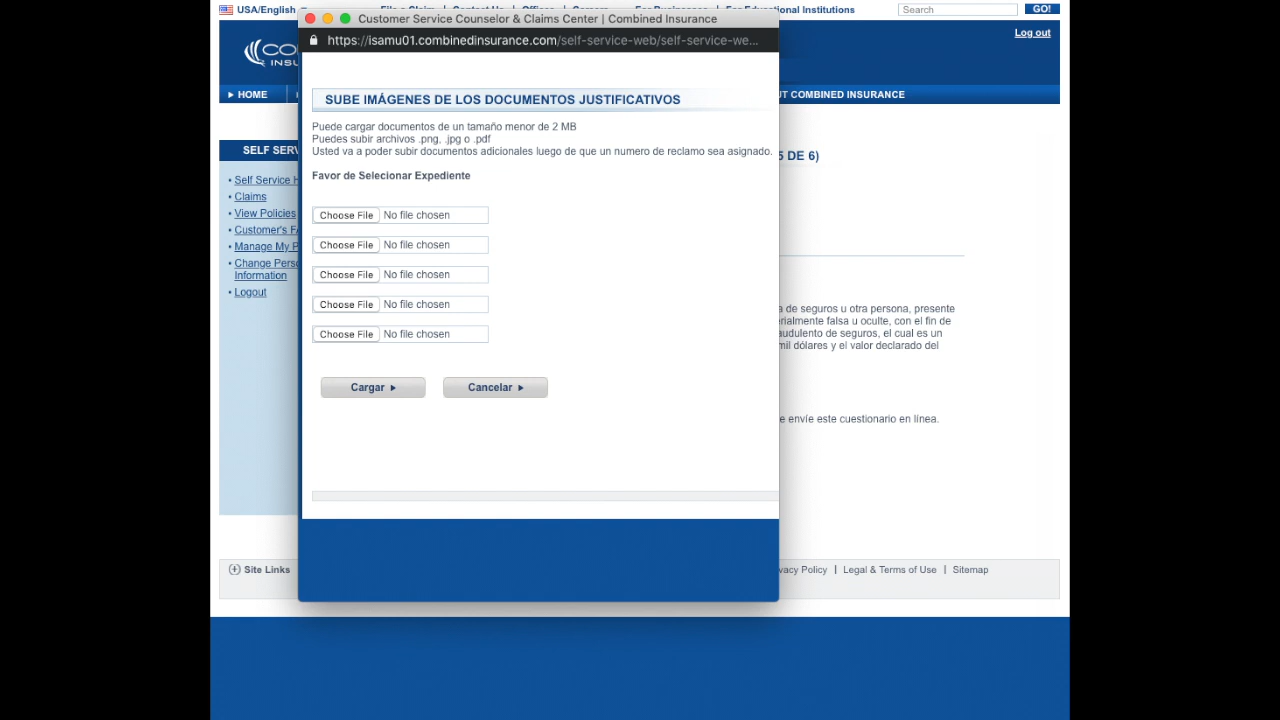 USA/English
Search
GO!
Customer Service Counselor & Claims Center | Combined Insurance
https://isamu01.combinedinsurance.com/self-service-web/self-service-we...
Log out
HOME
COMBINED INSURANCE
SUBE IMÁGENES DE LOS DOCUMENTOS JUSTIFICATIVOS
Puede cargar documentos de un tamaño menor de 2 MB
Puedes subir archivos .png, .jpg o .pdf
Usted va a poder subir documentos adicionales luego de que un numero de reclamo sea asignado.
Favor de Selecionar Expediente
Choose File No file chosen
Choose File No file chosen
Choose File No file chosen
Choose File No file chosen
Choose File No file chosen
Cargar
Cancelar
SELF SERV
• Self Service H
• Claims
• View Policies
• Customer's FA
• Manage My P
• Change Perso
Information
• Logout
5 DE 6)
a de seguros u otra persona, presente
rialmente falsa u oculte, con el fin de
audulento de seguros, el cual es un
mil dólares y el valor declarado del
e envíe este cuestionario en línea.
Site Links
vacy Policy | Legal & Terms of Use | Sitemap